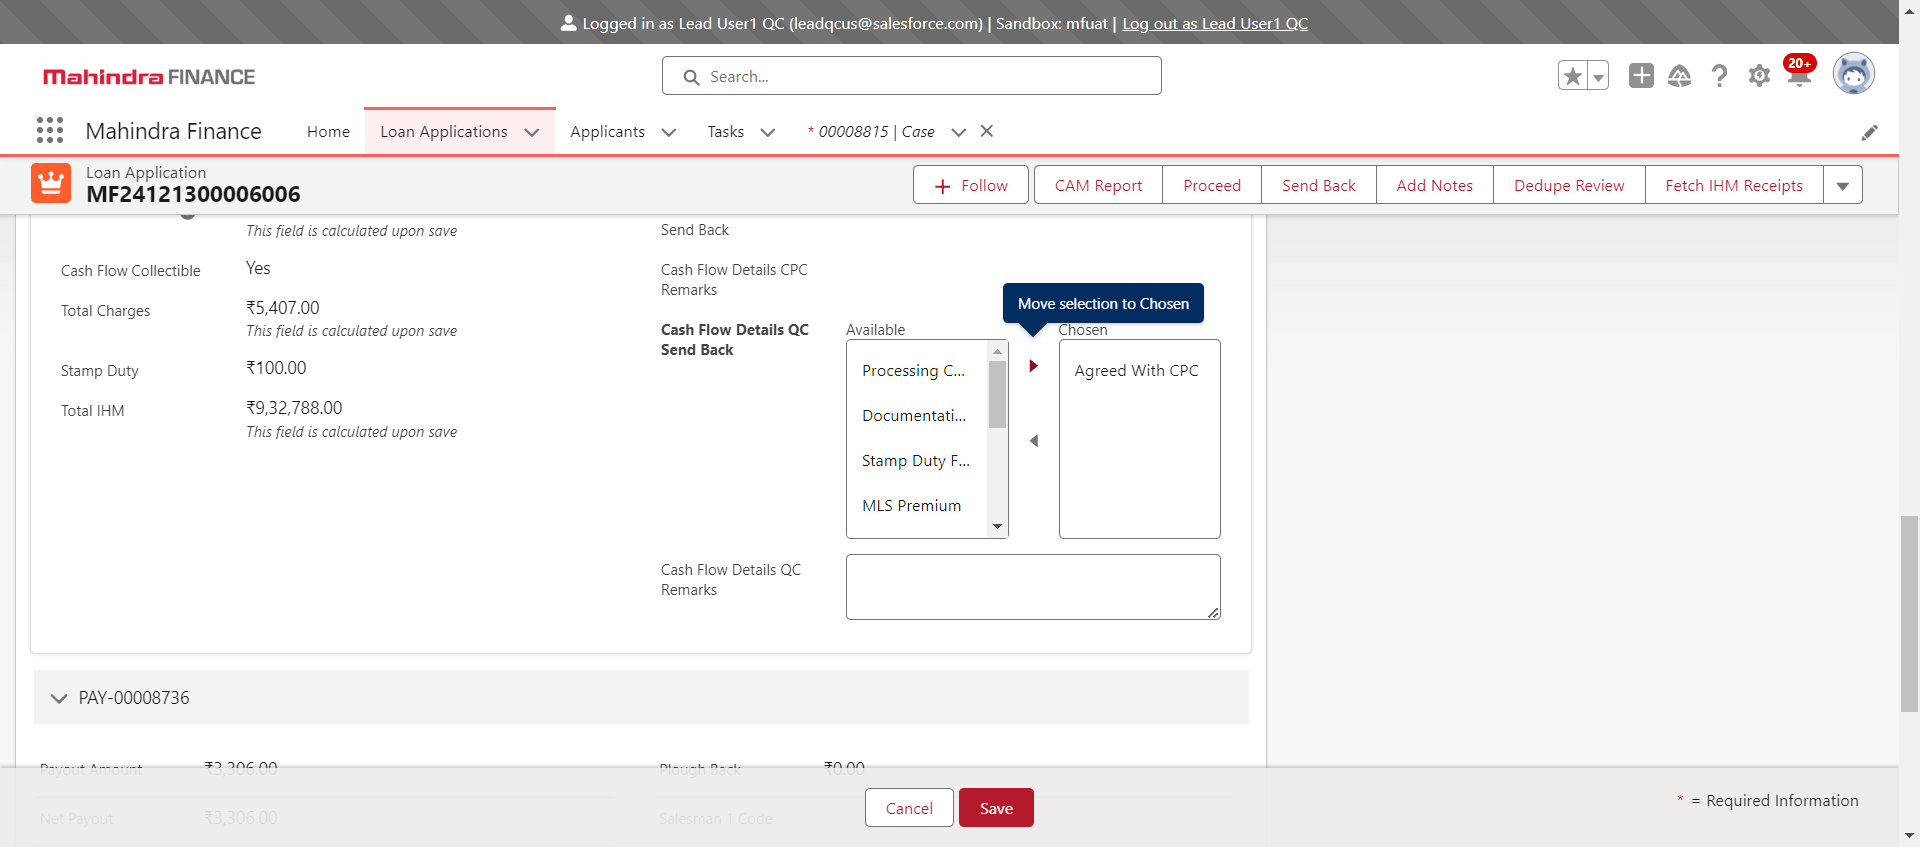 Logged in as Lead User1 QC (leadqcus@salesforce.com) | Sandbox: mfuat | Log out as Lead User1 QC
Mahindra FINANCE
Search...
20+
Mahindra Finance
Home
Loan Applications
Applicants
Tasks
* 00008815 | Case
Loan Application
MF24121300006006
Follow
CAM Report
Proceed
Send Back
Add Notes
Dedupe Review
Fetch IHM Receipts
This field is calculated upon save
Cash Flow Collectible
Yes
Total Charges
₹5,407.00
This field is calculated upon save
Stamp Duty
₹100.00
Total IHM
₹9,32,788.00
This field is calculated upon save
Send Back
Cash Flow Details CPC
Remarks
Move selection to Chosen
Cash Flow Details QC
Send Back
Available
Processing C...
Documentati...
Stamp Duty F...
MLS Premium
Chosen
Agreed With CPC
Cash Flow Details QC
Remarks
PAY-00008736
Payout Amount
₹3,306.00
Plough Back
₹0.00
Net Payout
₹3,306.00
Salesman 1 Code
Cancel
Save
* = Required Information